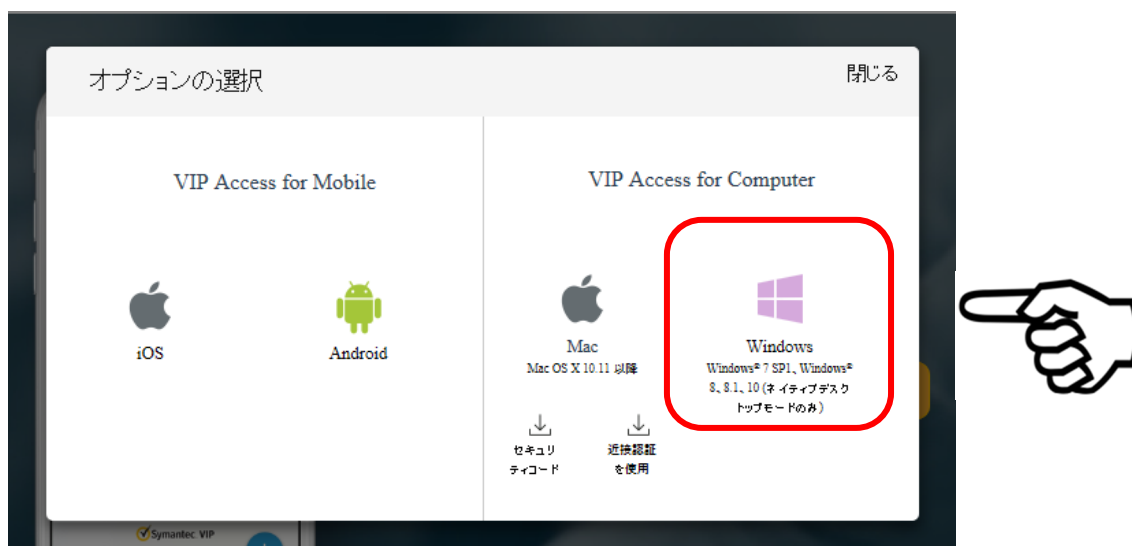 オプションの選択
閉じる
VIP Access for Mobile
iOS
Android
VIP Access for Computer
Mac
Mac OS X 10.11 以降
セキュリ
ティコード
近接認証
を使用
Windows
Windows® 7 SP1、Windows®
8、8.1、10 (ネイティブデスク
トップモードのみ)
Symantec VIP